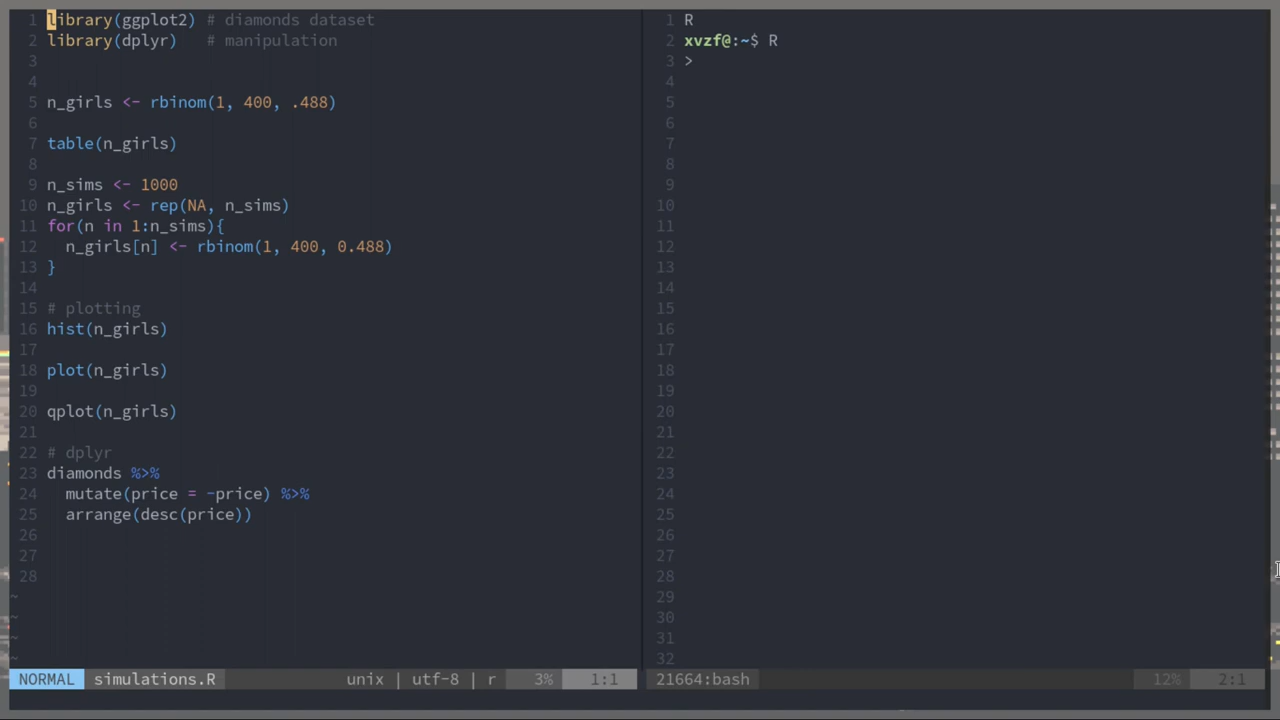 1 library(ggplot2) # diamonds dataset
2 library(dplyr)   # manipulation
3
4
5 n_girls <- rbinom(1, 400, .488)
6
7 table(n_girls)
8
9 n_sims <- 1000
10 n_girls <- rep(NA, n_sims)
11 for(n in 1:n_sims){
12   n_girls[n] <- rbinom(1, 400, 0.488)
13 }
14
15 # plotting
16 hist(n_girls)
17
18 plot(n_girls)
19
20 qplot(n_girls)
21
22 # dplyr
23 diamonds %>%
24   mutate(price = -price) %>%
25   arrange(desc(price))
26
27
28
~
~
~
~
NORMAL simulations.R unix | utf-8 | r 3% 1:1
1 R
2 xvzf@:~$ R
3 >
4
5
6
7
8
9
10
11
12
13
14
15
16
17
18
19
20
21
22
23
24
25
26
27
28
29
30
31
32
21664:bash 12% 2:1